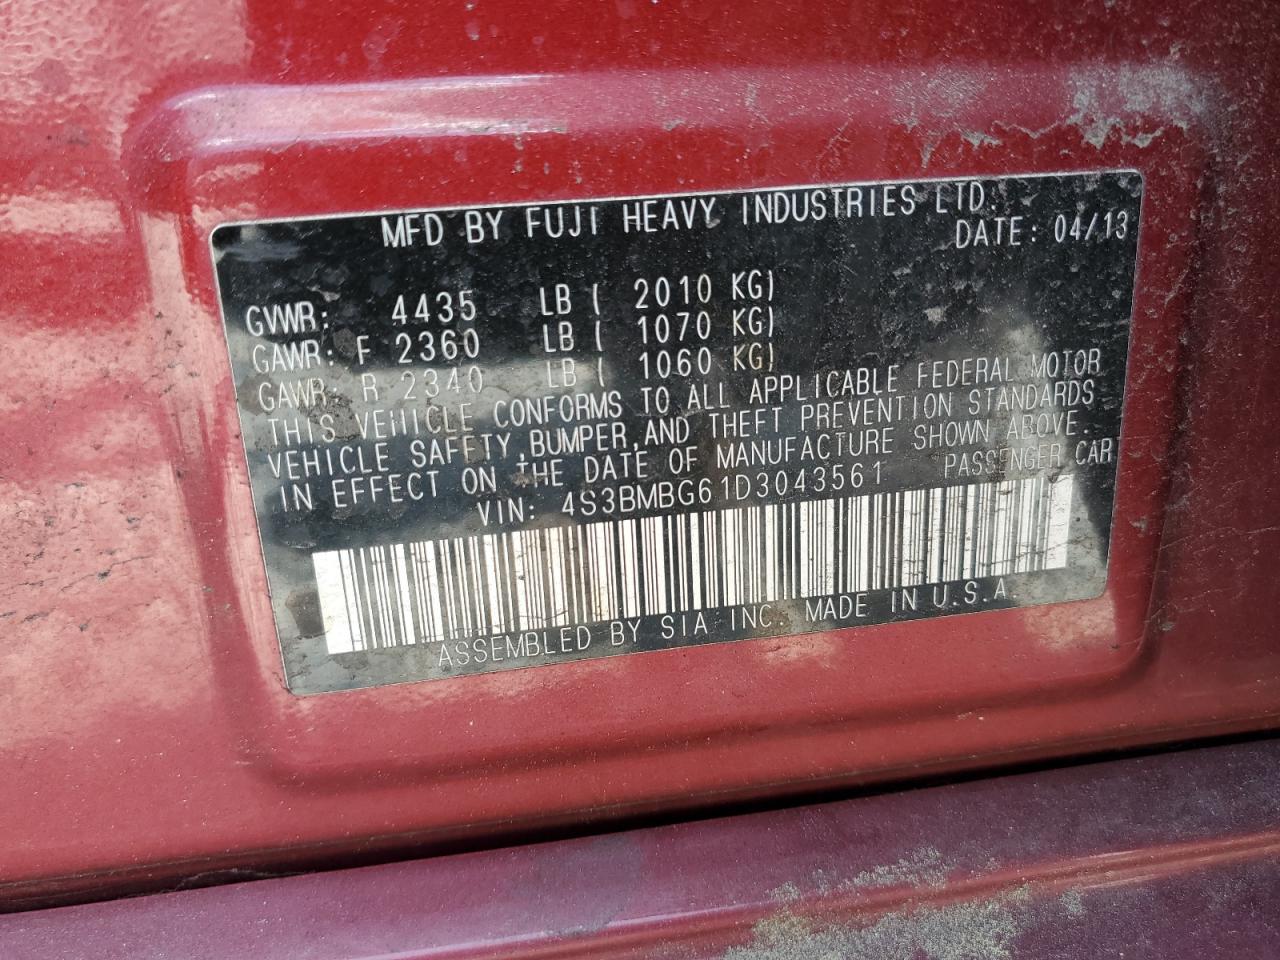 MFD BY FUJI HEAVY INDUSTRIES LTD.
DATE: 04/13
GVWR: 4435 LB ( 2010 KG)
GAWR: F 2360 LB ( 1070 KG)
GAWR: R 2340 LB ( 1060 KG)
THIS VEHICLE CONFORMS TO ALL APPLICABLE FEDERAL MOTOR
VEHICLE SAFETY,BUMPER,AND THEFT PREVENTION STANDARDS
IN EFFECT ON THE DATE OF MANUFACTURE SHOWN ABOVE.
VIN: 4S3BMBG61D3043561 PASSENGER CAR
ASSEMBLED BY SIA INC. MADE IN U.S.A.